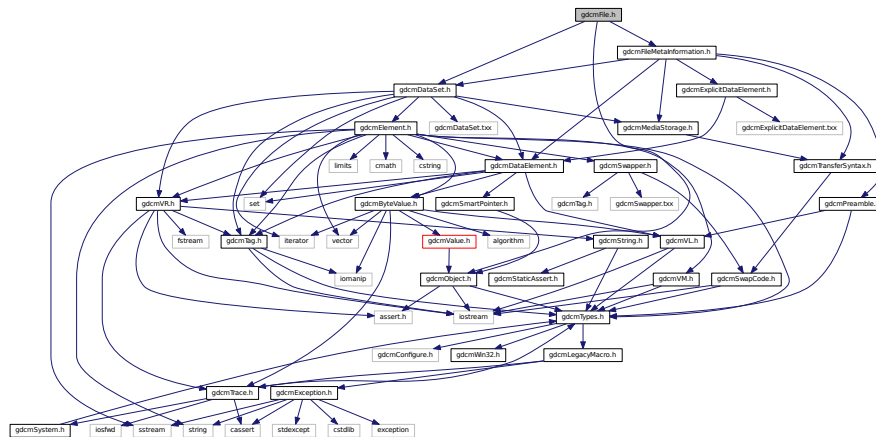 gdcmFile.h
gdcmFileMetaInformation.h
gdcmDataSet.h
gdcmExplicitDataElement.h
gdcmElement.h
gdcmDataSet.txx
gdcmMediaStorage.h
gdcmExplicitDataElement.txx
limits
cmath
cstring
gdcmDataElement.h
gdcmSwapper.h
gdcmTransferSyntax.h
gdcmVR.h
set
gdcmByteValue.h
gdcmSmartPointer.h
gdcmTag.h
gdcmSwapper.txx
gdcmPreamble.
fstream
gdcmTag.h
iterator
vector
gdcmValue.h
algorithm
gdcmString.h
gdcmVL.h
iomanip
gdcmObject.h
gdcmStaticAssert.h
gdcmVM.h
gdcmSwapCode.h
assert.h
iostream
gdcmTypes.h
gdcmConfigure.h
gdcmWin32.h
gdcmLegacyMacro.h
gdcmTrace.h
gdcmException.h
gdcmSystem.h
iosfwd
sstream
string
cassert
stdexcept
cstdlib
exception